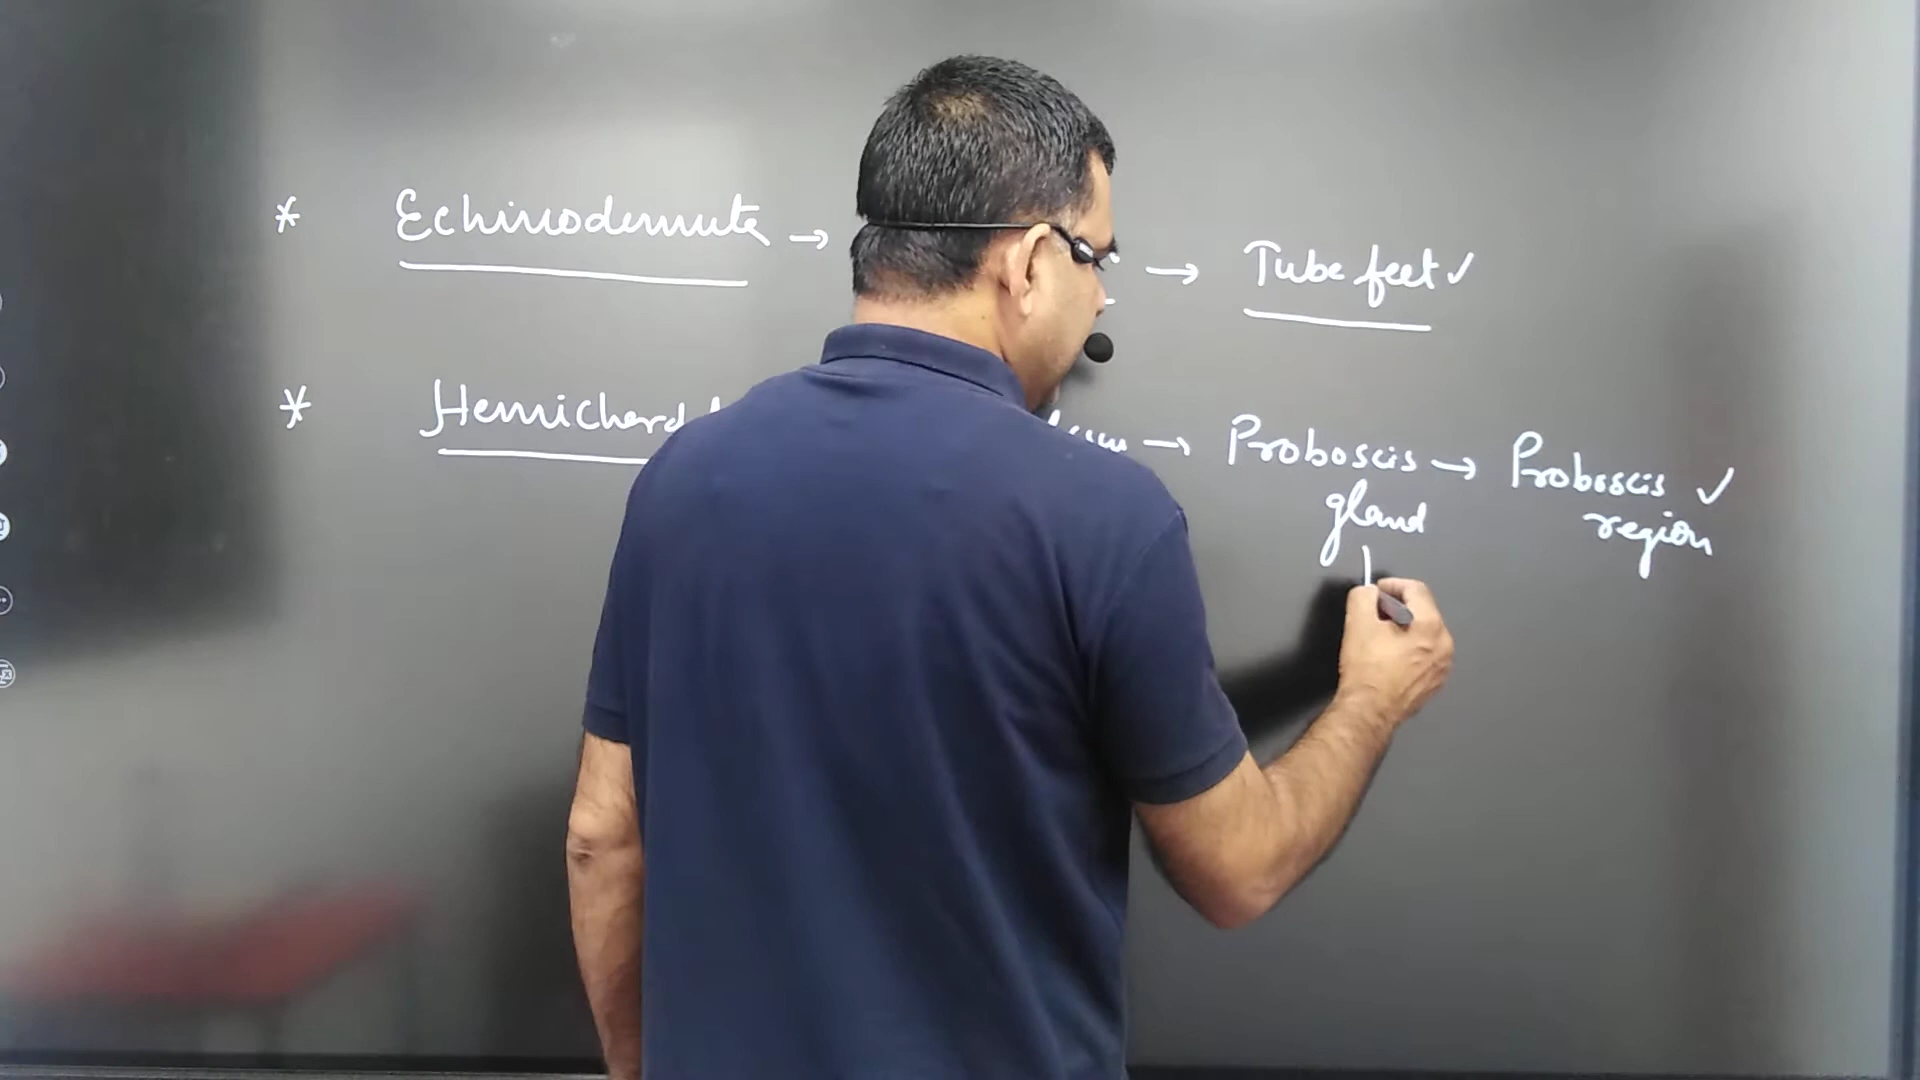 * Echinodermata → → Tube feet ✓
* Hemichord → Proboscis → Proboscis ✓
gland region